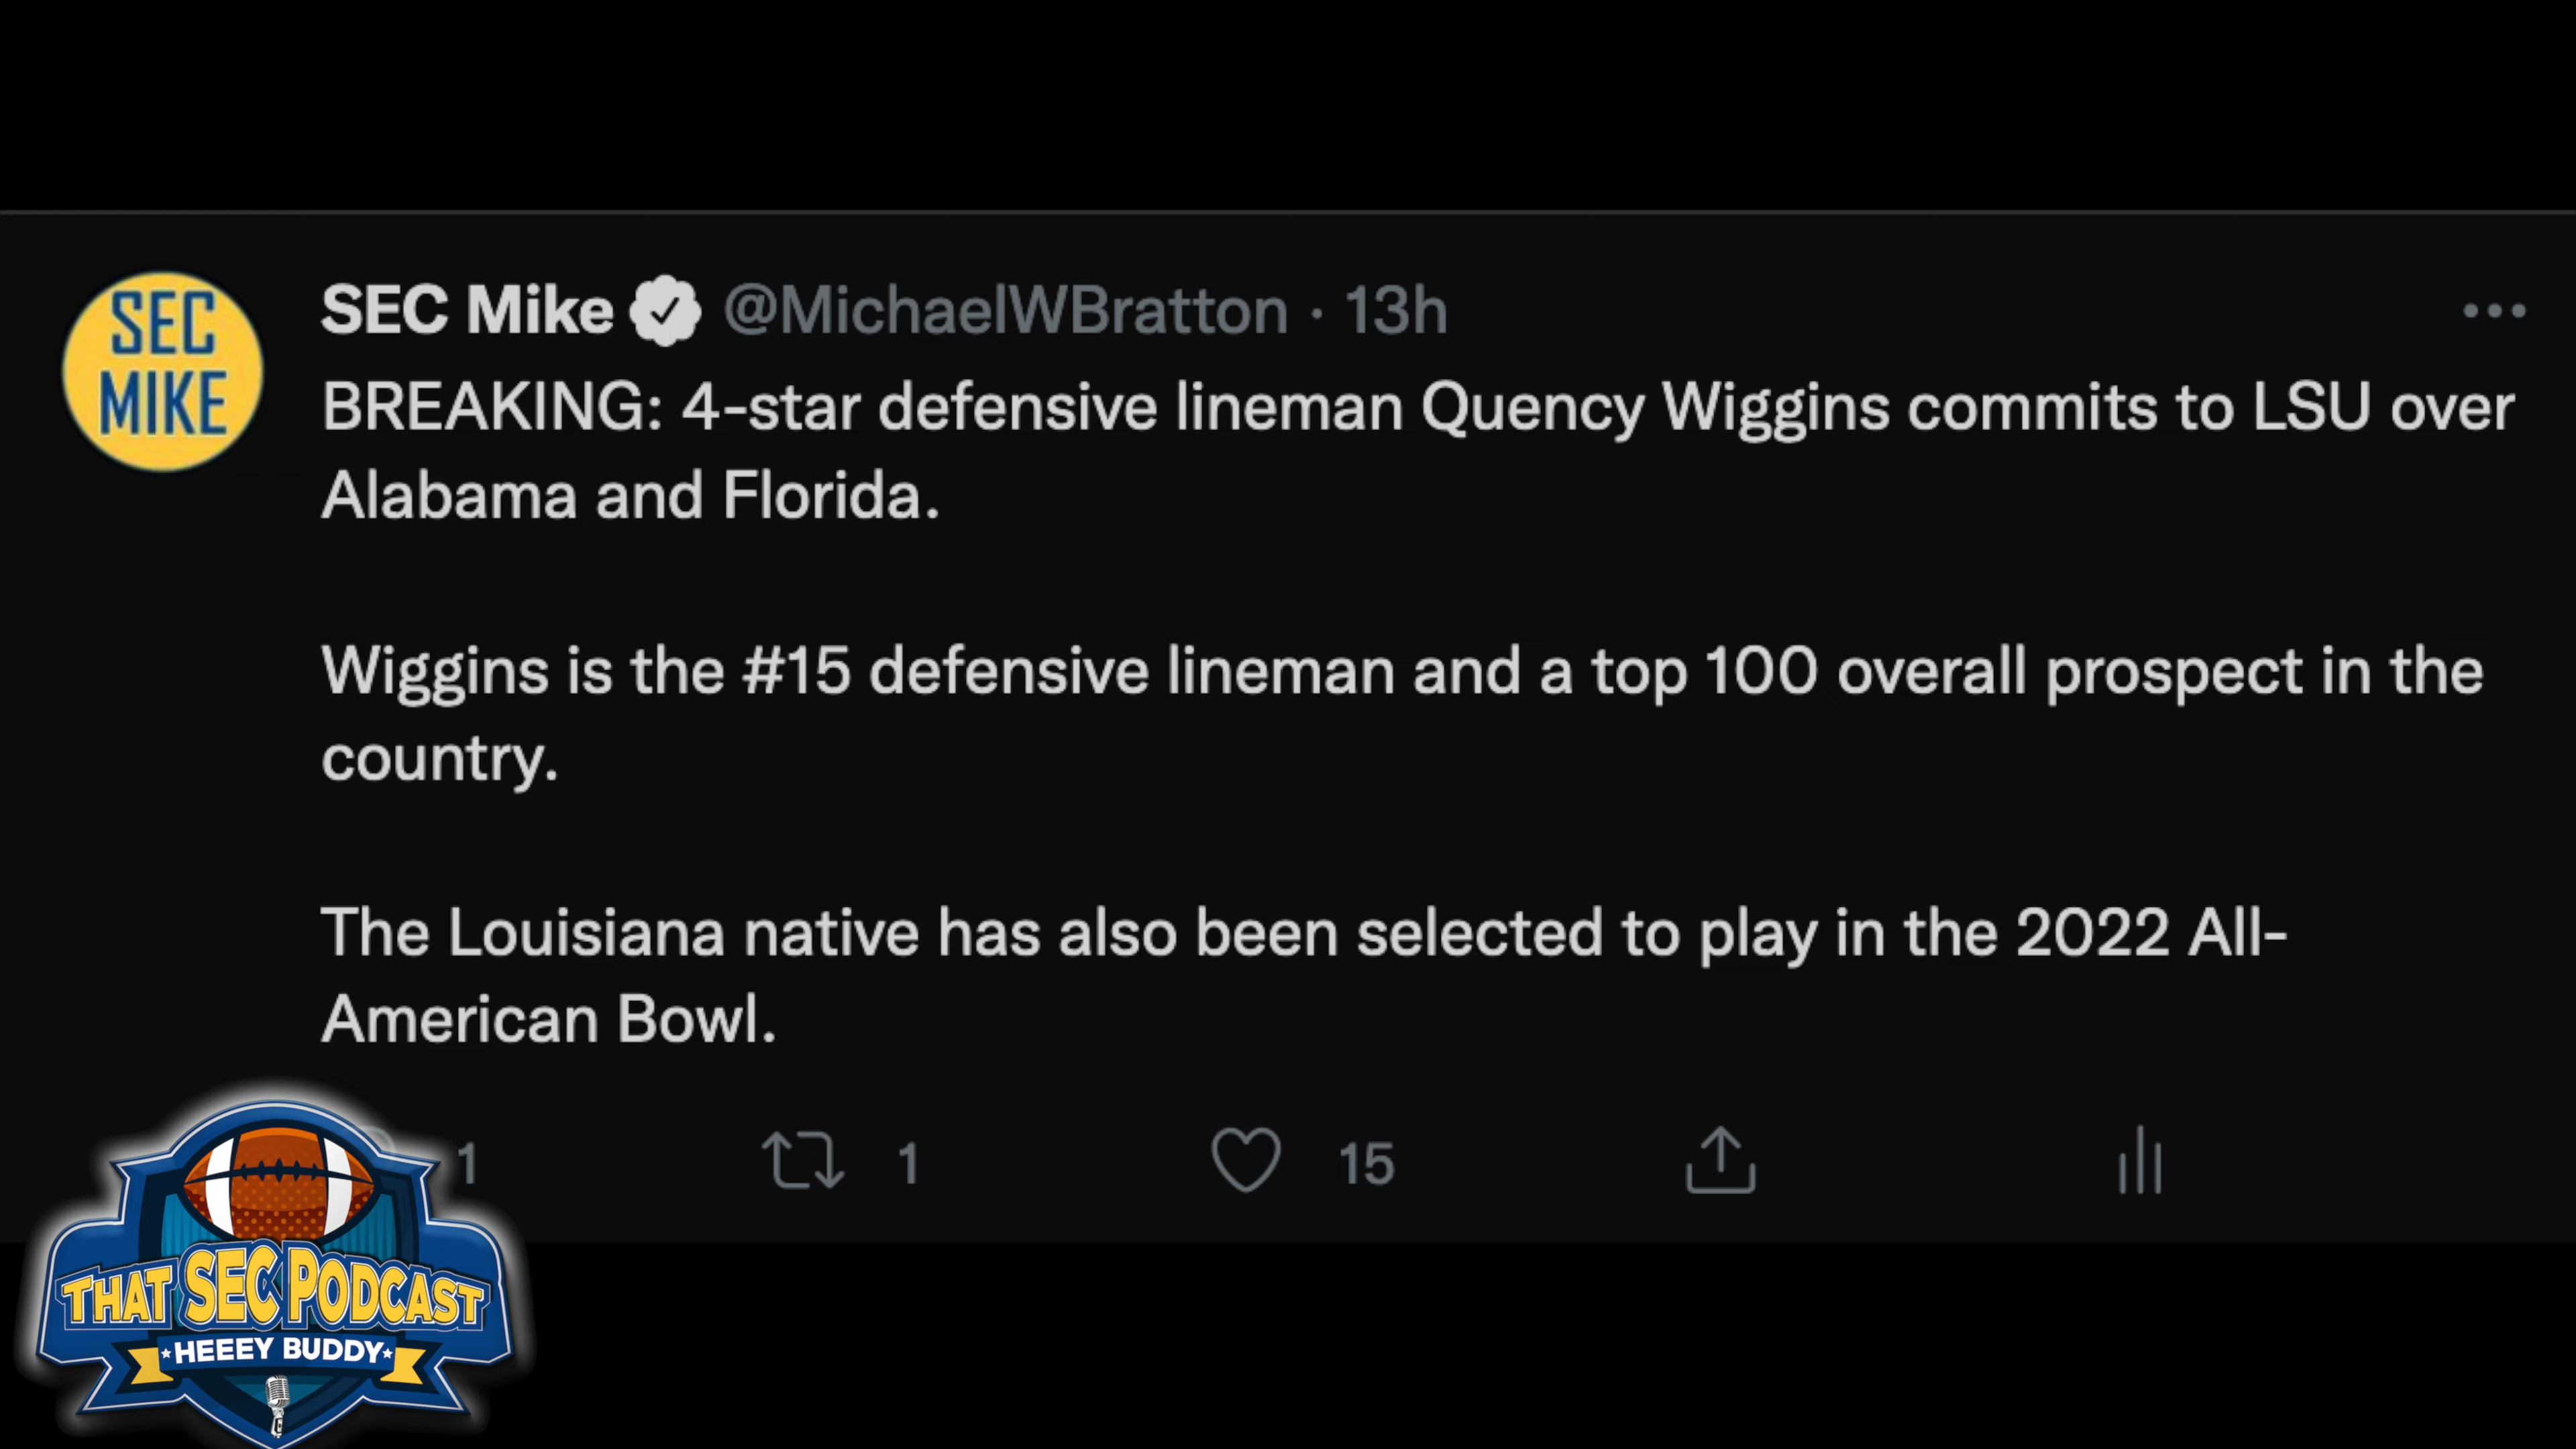 SEC
MIKE
SEC Mike @MichaelWBratton · 13h
BREAKING: 4-star defensive lineman Quency Wiggins commits to LSU over
Alabama and Florida.
Wiggins is the #15 defensive lineman and a top 100 overall prospect in the
country.
The Louisiana native has also been selected to play in the 2022 All-
American Bowl.
1 1 15
THAT SEC PODCAST
HEEEY BUDDY